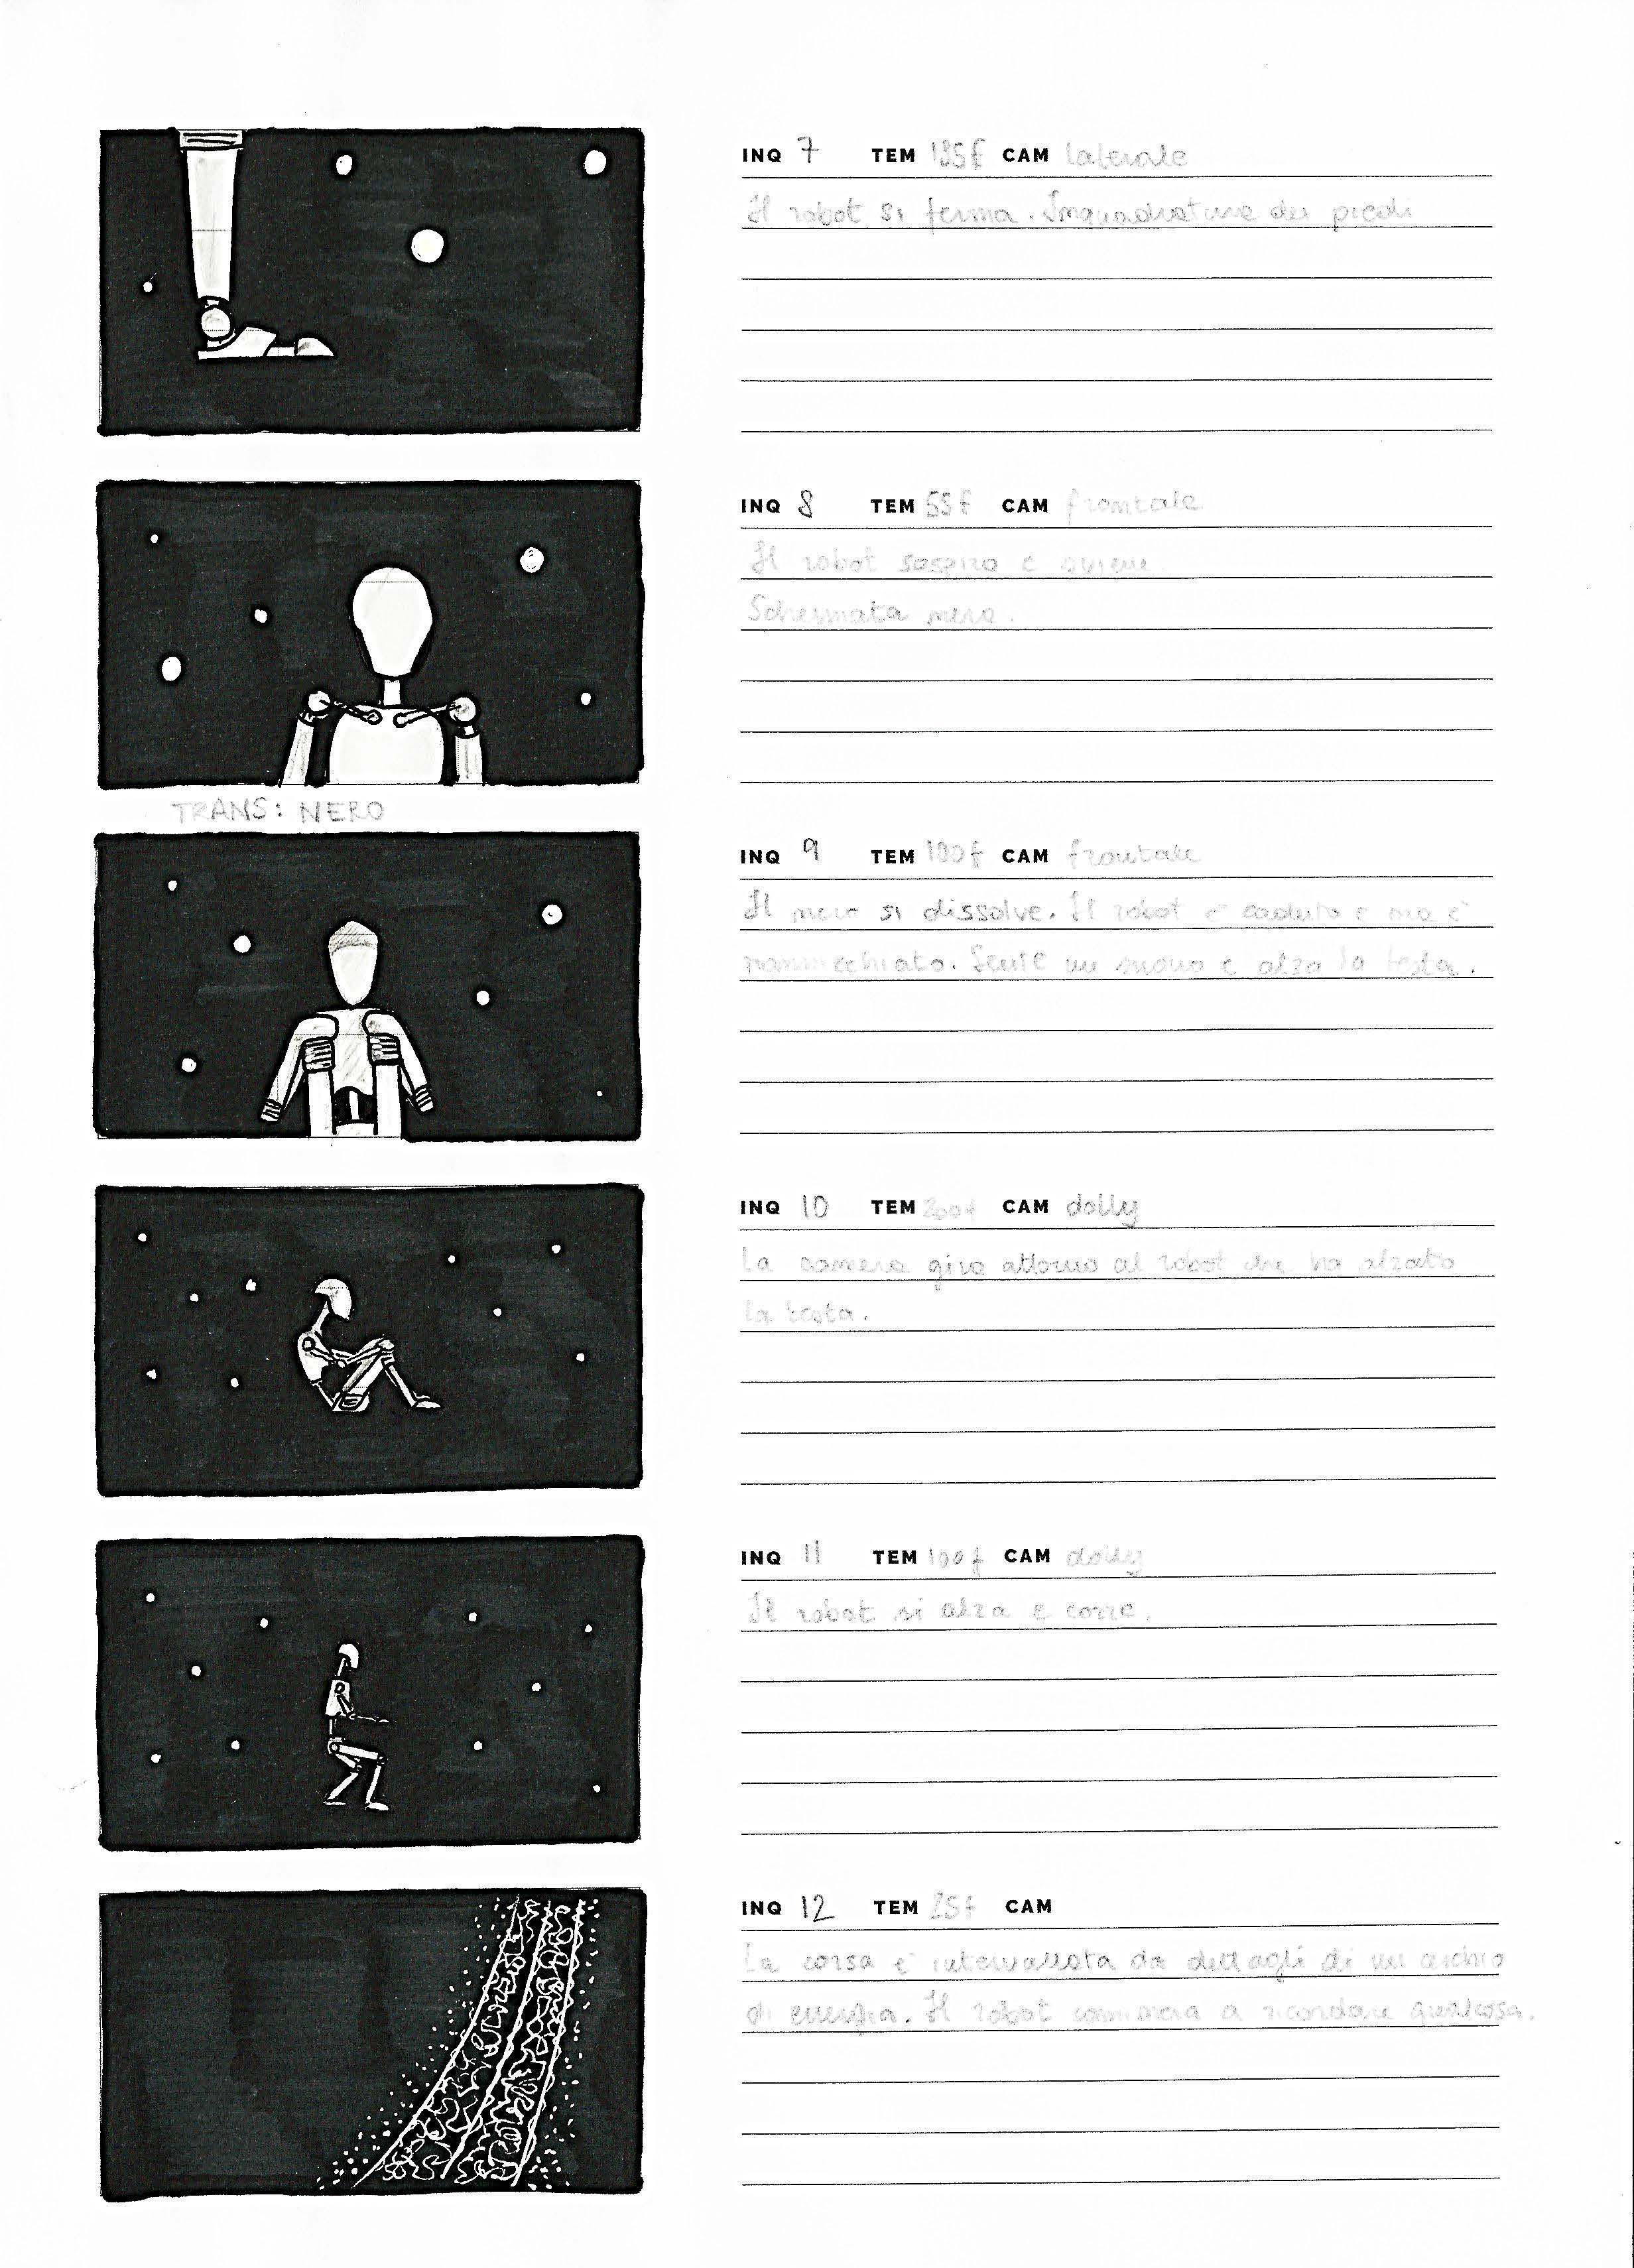 INQ 7 TEM 135f CAM laterale
Il robot si ferma. Inquadratura dei piedi
INQ 8 TEM 55f CAM frontale
Il robot sospira e
Schermata nera.
TRANS: NERO
INQ 9 TEM 100f CAM frontale
Il nero si dissolve. Il robot è caduto e ora è
rannicchiato. Sente un suono e alza la testa.
INQ 10 TEM 200f CAM dolly
La camera gira attorno al robot che ha alzato
la testa.
INQ 11 TEM 100f CAM dolly
Il robot si alza e corre.
INQ 12 TEM 25f CAM
La corsa è intervallata da dettagli di un cerchio
di energia. Il robot comincia a ricordare qualcosa.